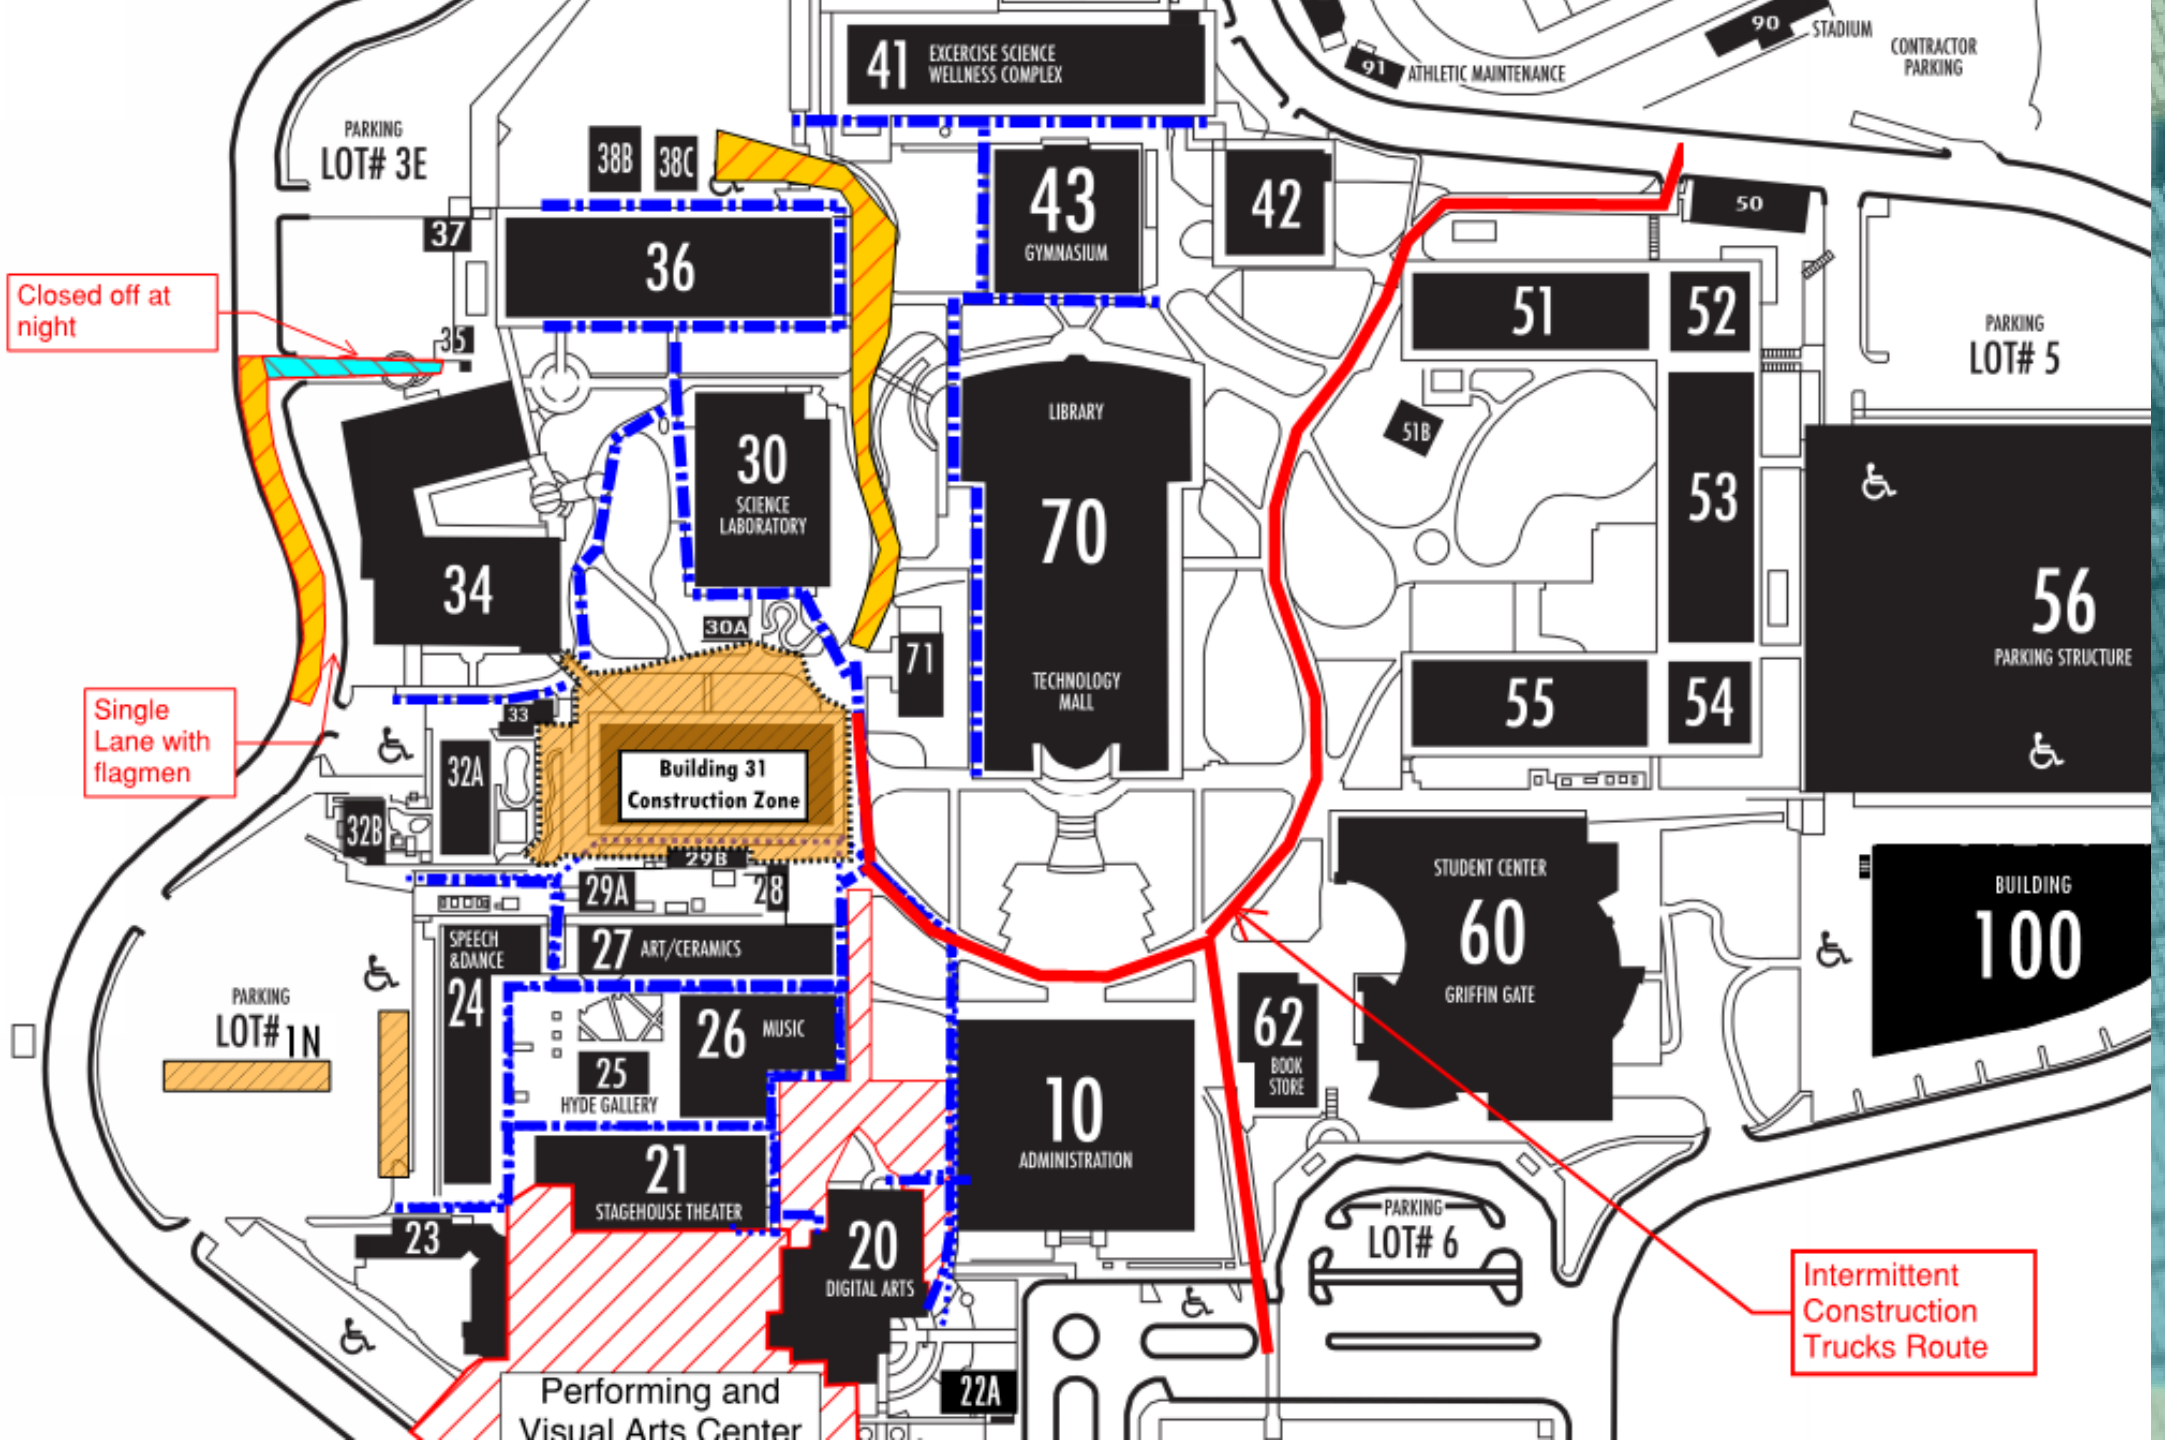 41
EXCERCISE SCIENCE
WELLNESS COMPLEX
90
STADIUM
91
ATHLETIC MAINTENANCE
CONTRACTOR
PARKING
PARKING
LOT# 3E
38B
38C
43
GYMNASIUM
42
50
37
36
Closed off at
night
35
51
52
PARKING
LOT# 5
LIBRARY
51B
30
SCIENCE
LABORATORY
70
53
34
56
PARKING STRUCTURE
30A
71
TECHNOLOGY
MALL
55
54
Single
Lane with
flagmen
33
32A
Building 31
Construction Zone
32B
29B
29A
28
STUDENT CENTER
60
GRIFFIN GATE
BUILDING
100
SPEECH
&DANCE
24
27
ART/CERAMICS
PARKING
LOT# 1N
26
MUSIC
25
HYDE GALLERY
62
BOOK
STORE
10
ADMINISTRATION
21
STAGEHOUSE THEATER
23
20
DIGITAL ARTS
PARKING
LOT# 6
Intermittent
Construction
Trucks Route
22A
Performing and
Visual Arts Center